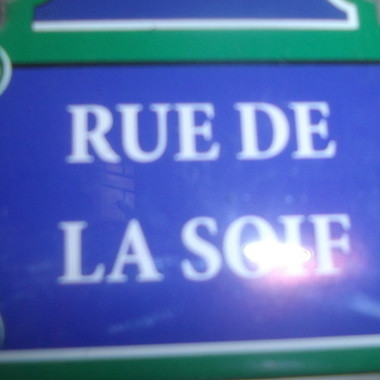 RUE DE
LA SOIF